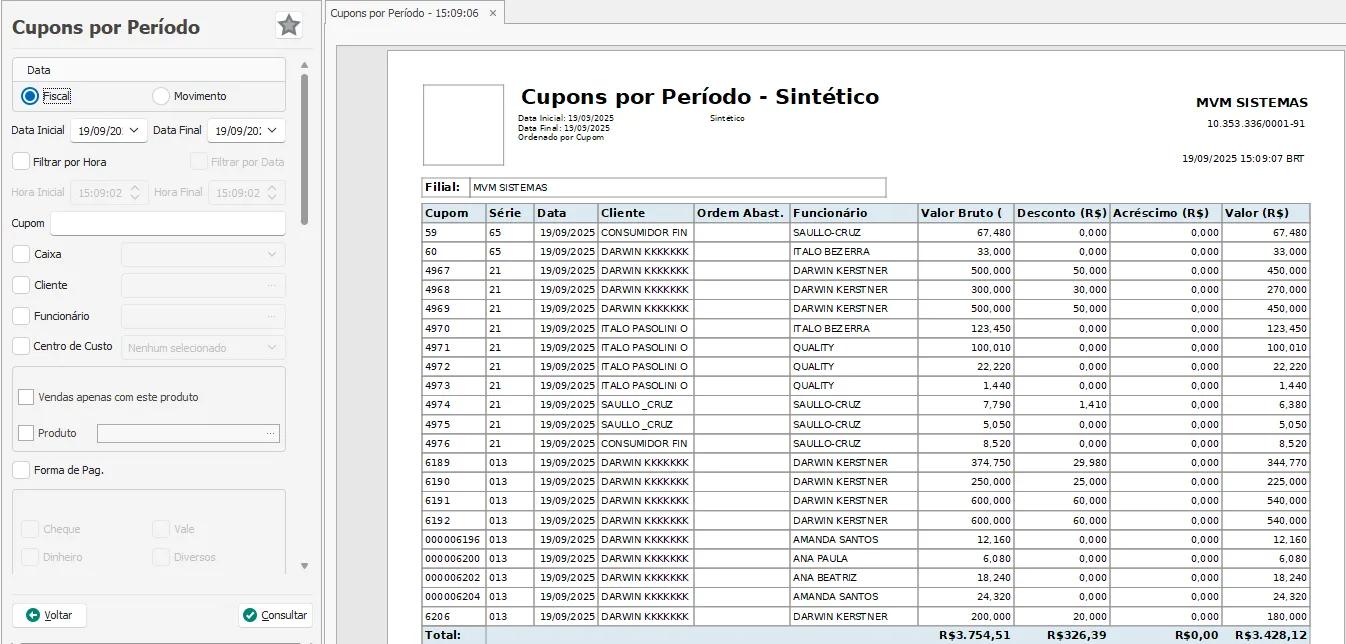 Cupons por Período
Data
Fiscal Movimento
Data Inicial 19/09/20 Data Final 19/09/20
Filtrar por Hora Filtrar por Data
Hora Inicial 15:09:02 Hora Final 15:09:02
Cupom
Caixa
Cliente
Funcionário
Centro de Custo Nenhum selecionado
Vendas apenas com este produto
Produto
Forma de Pag.
Cheque Vale
Dinheiro Diversos
Voltar Consultar
Cupons por Período - 15:09:06
Cupons por Período - Sintético
Data Inicial: 19/09/2025 Sintético
Data Final: 19/09/2025
Ordenado por Cupom
MVM SISTEMAS
10.353.336/0001-91
19/09/2025 15:09:07 BRT
Filial: MVM SISTEMAS
Cupom Série Data Cliente Ordem Abast. Funcionário Valor Bruto ( Desconto (R$) Acréscimo (R$) Valor (R$)
59 65 19/09/2025 CONSUMIDOR FIN SAULLO-CRUZ 67,480 0,000 0,000 67,480
60 65 19/09/2025 DARWIN KKKKKKK ITALO BEZERRA 33,000 0,000 0,000 33,000
4967 21 19/09/2025 DARWIN KKKKKKK DARWIN KERSTNER 500,000 50,000 0,000 450,000
4968 21 19/09/2025 DARWIN KKKKKKK DARWIN KERSTNER 300,000 30,000 0,000 270,000
4969 21 19/09/2025 DARWIN KKKKKKK DARWIN KERSTNER 500,000 50,000 0,000 450,000
4970 21 19/09/2025 ITALO PASOLINI O ITALO BEZERRA 123,450 0,000 0,000 123,450
4971 21 19/09/2025 ITALO PASOLINI O QUALITY 100,010 0,000 0,000 100,010
4972 21 19/09/2025 ITALO PASOLINI O QUALITY 22,220 0,000 0,000 22,220
4973 21 19/09/2025 ITALO PASOLINI O QUALITY 1,440 0,000 0,000 1,440
4974 21 19/09/2025 SAULLO_CRUZ SAULLO-CRUZ 7,790 1,410 0,000 6,380
4975 21 19/09/2025 SAULLO_CRUZ SAULLO-CRUZ 5,050 0,000 0,000 5,050
4976 21 19/09/2025 CONSUMIDOR FIN SAULLO-CRUZ 8,520 0,000 0,000 8,520
6189 013 19/09/2025 DARWIN KKKKKKK DARWIN KERSTNER 374,750 29,980 0,000 344,770
6190 013 19/09/2025 DARWIN KKKKKKK DARWIN KERSTNER 250,000 25,000 0,000 225,000
6191 013 19/09/2025 DARWIN KKKKKKK DARWIN KERSTNER 600,000 60,000 0,000 540,000
6192 013 19/09/2025 DARWIN KKKKKKK DARWIN KERSTNER 600,000 60,000 0,000 540,000
000006196 013 19/09/2025 DARWIN KKKKKKK AMANDA SANTOS 12,160 0,000 0,000 12,160
000006200 013 19/09/2025 DARWIN KKKKKKK ANA PAULA 6,080 0,000 0,000 6,080
000006202 013 19/09/2025 DARWIN KKKKKKK ANA BEATRIZ 18,240 0,000 0,000 18,240
000006204 013 19/09/2025 DARWIN KKKKKKK AMANDA SANTOS 24,320 0,000 0,000 24,320
6206 013 19/09/2025 DARWIN KKKKKKK DARWIN KERSTNER 200,000 20,000 0,000 180,000
Total: R$3.754,51 R$326,39 R$0,00 R$3.428,12